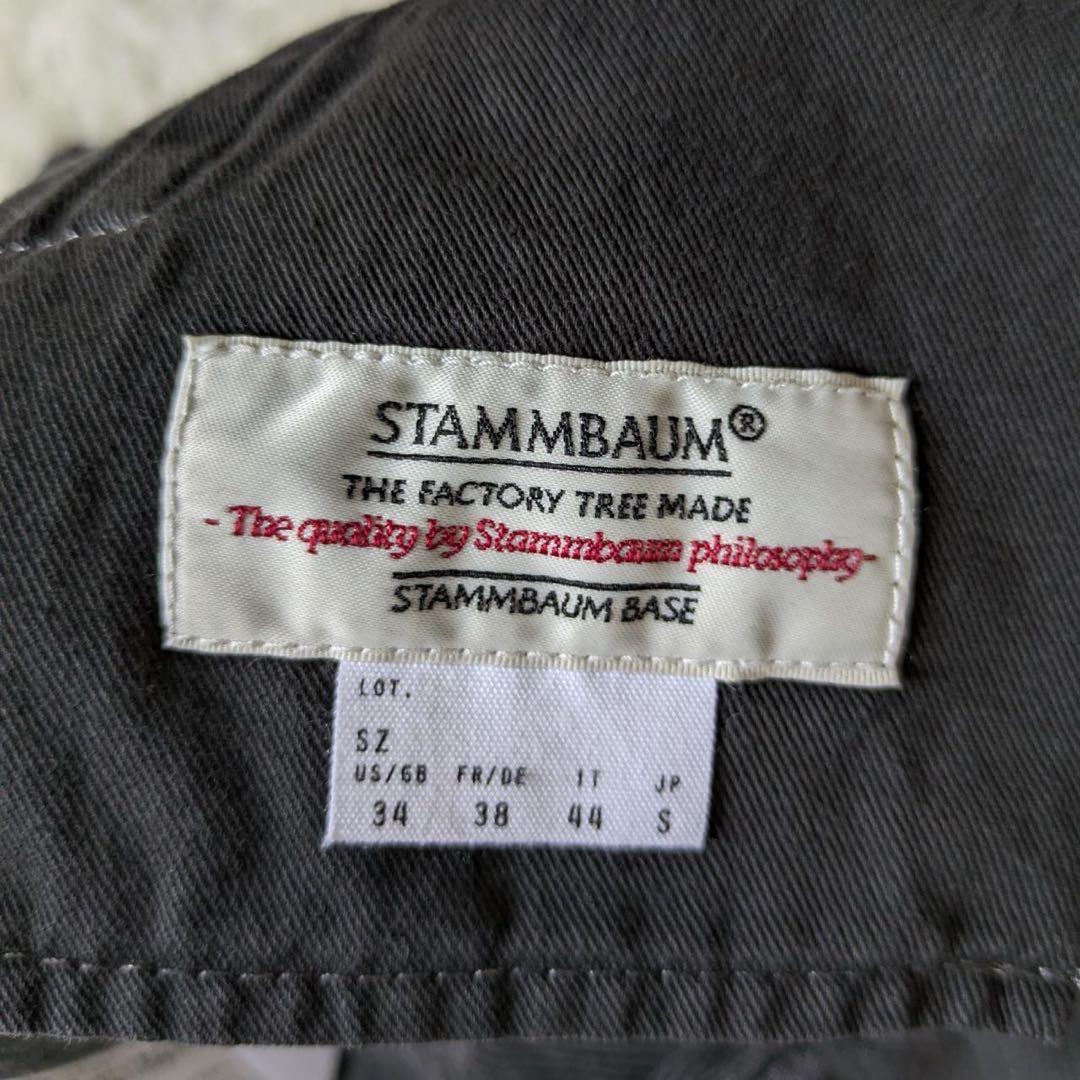 STAMMBAUM®
THE FACTORY TREE MADE
- The quality by Stammbaum philosophy-
STAMMBAUM BASE
LOT.
SZ
US/GB FR/DE IT JP
34 38 44 S